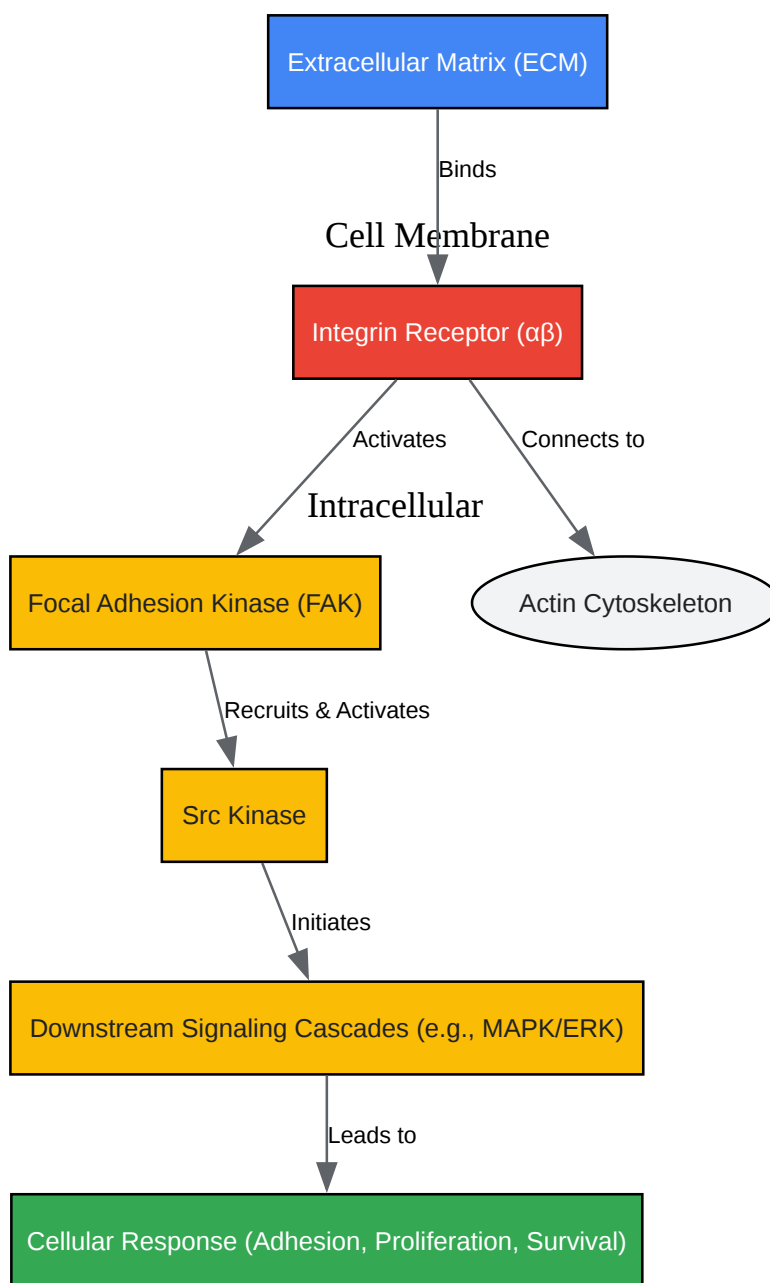 Extracellular Matrix (ECM)
Binds
Cell Membrane
Integrin Receptor (αβ)
Activates
Connects to
Intracellular
Focal Adhesion Kinase (FAK)
Actin Cytoskeleton
Recruits & Activates
Src Kinase
Initiates
Downstream Signaling Cascades (e.g., MAPK/ERK)
Leads to
Cellular Response (Adhesion, Proliferation, Survival)